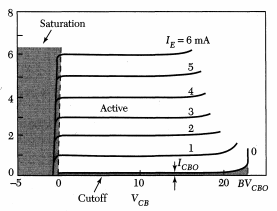 8
Saturation
I_E = 6 mA
6
5
4
4
Active
3
2
2
1
I_CBO
0
0
-5
0
10
20
BV_CBO
Cutoff
V_CB